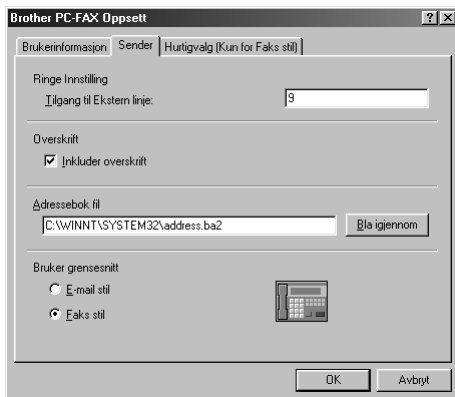 Brother PC-FAX Oppsett
Brukerinformasjon Sender Hurtigvalg (Kun for Faks stil)
Ringe Innstilling
Tilgang til Ekstern linje: 9
Overskrift
Inkluder overskrift
Adressebok fil
C:\WINNT\SYSTEM32\address.ba2 Bla igjennom
Bruker grensesnitt
E-mail stil
Faks stil
OK Avbryt